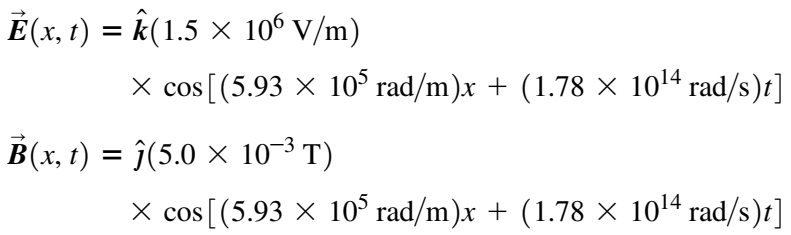 E⃗(x, t) = k̂(1.5 × 10⁶ V/m)
× cos[(5.93 × 10⁵ rad/m)x + (1.78 × 10¹⁴ rad/s)t]
B⃗(x, t) = ĵ(5.0 × 10⁻³ T)
× cos[(5.93 × 10⁵ rad/m)x + (1.78 × 10¹⁴ rad/s)t]